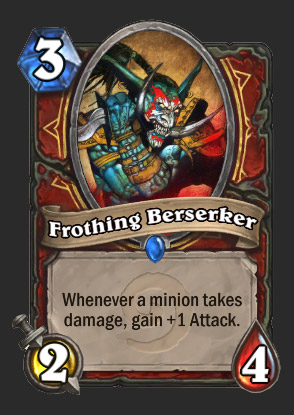 3
Frothing Berserker
Whenever a minion takes
damage, gain +1 Attack.
2
4